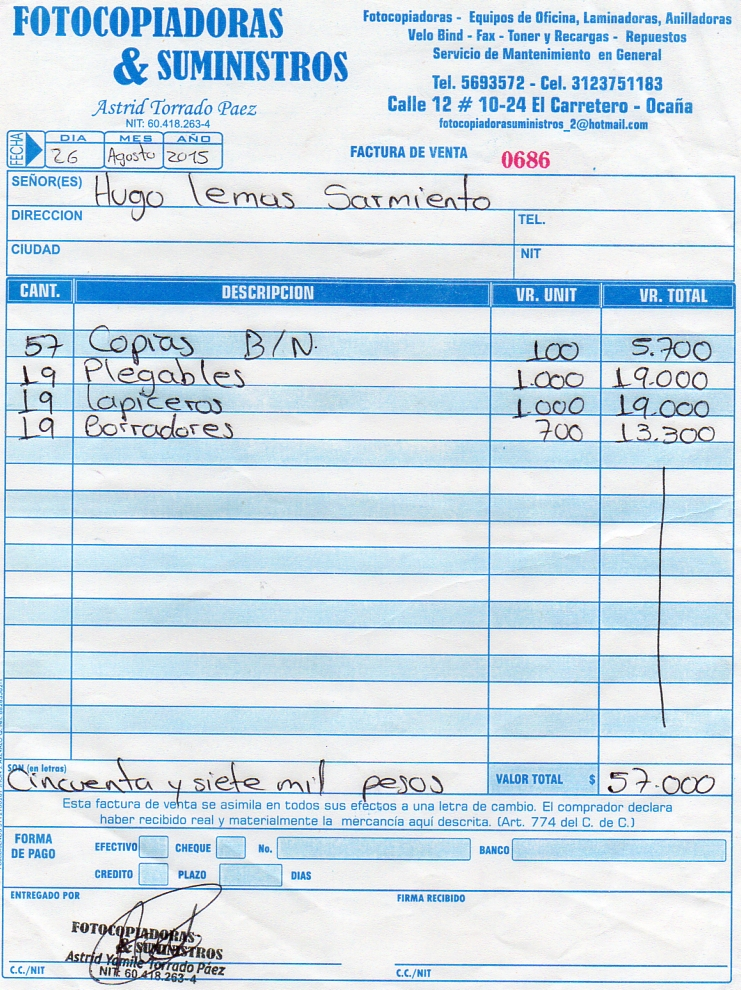 FOTOCOPIADORAS
& SUMINISTROS
Astrid Torrado Paez
NIT: 60.418.263-4
Fotocopiadoras - Equipos de Oficina, Laminadoras, Anilladoras
Velo Bind - Fax - Toner y Recargas - Repuestos
Servicio de Mantenimiento en General
Tel. 5693572 - Cel. 3123751183
Calle 12 # 10-24 El Carretero - Ocaña
fotocopiadorasuministros_2@hotmail.com
FECHA DIA MES AÑO
26 Agosto 2015
FACTURA DE VENTA 0686
SEÑOR(ES) Hugo lemas Sarmiento
DIRECCION TEL.
CIUDAD NIT
CANT. DESCRIPCION VR. UNIT VR. TOTAL
57 Copias B/N. 100 5.700
19 Plegables 1.000 19.000
19 lapiceros 1.000 19.000
19 Borradores 700 13.300
SON (en letras)
Cincuenta y siete mil pesos VALOR TOTAL $ 57.000
Esta factura de venta se asimila en todos sus efectos a una letra de cambio. El comprador declara
haber recibido real y materialmente la mercancía aquí descrita. (Art. 774 del C. de C.)
FORMA
DE PAGO
EFECTIVO CHEQUE No. BANCO
CREDITO PLAZO DIAS
ENTREGADO POR FIRMA RECIBIDO
FOTOCOPIADORAS
& SUMINISTROS
Astrid Yamile Torrado Páez
NIT: 60.418.263-4
C.C./NIT C.C./NIT